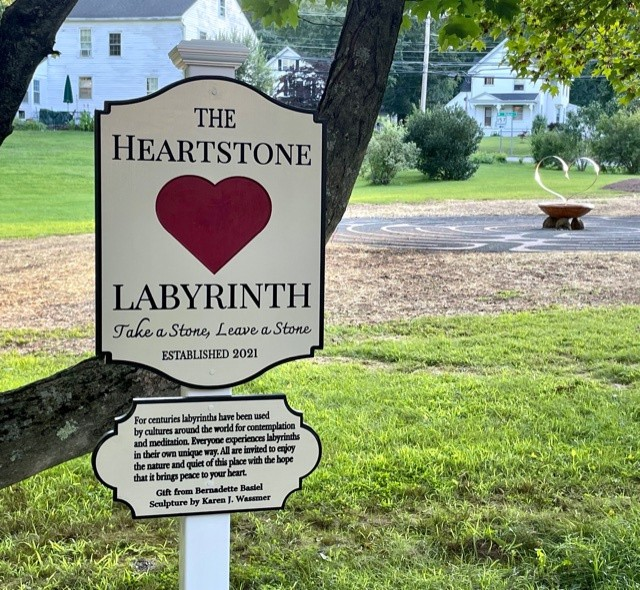 THE
HEARTSTONE
LABYRINTH
Take a Stone, Leave a Stone
ESTABLISHED 2021
For centuries labyrinths have been used
by cultures around the world for contemplation
and meditation. Everyone experiences labyrinths
in their own unique way. All are invited to enjoy
the nature and quiet of this place with the hope
that it brings peace to your heart.
Gift from Bernadette Basiel
Sculpture by Karen J. Wassmer